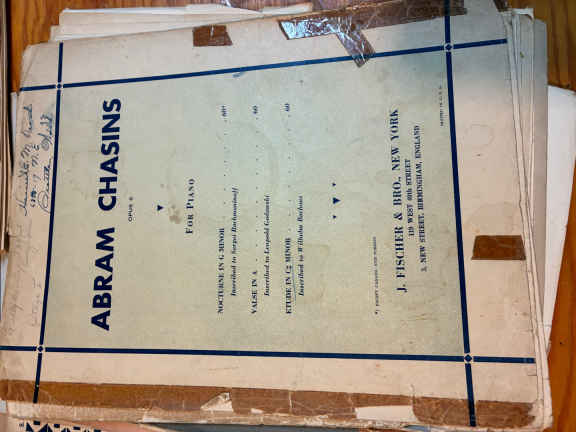 ABRAM CHASINS
OPUS 6
FOR PIANO
NOCTURNE IN G MINOR . . . . . . . . 60*
Inscribed to Sergei Rachmaninoff
VALSE IN A . . . . . . . . . . 60
Inscribed to Leopold Godowsky
ETUDE IN C♯ MINOR . . . . . . . . 60
Inscribed to Wilhelm Bachaus
J. FISCHER & BRO., NEW YORK
119 WEST 40th STREET
3, NEW STREET, BIRMINGHAM, ENGLAND
PRINTED IN U. S. A.